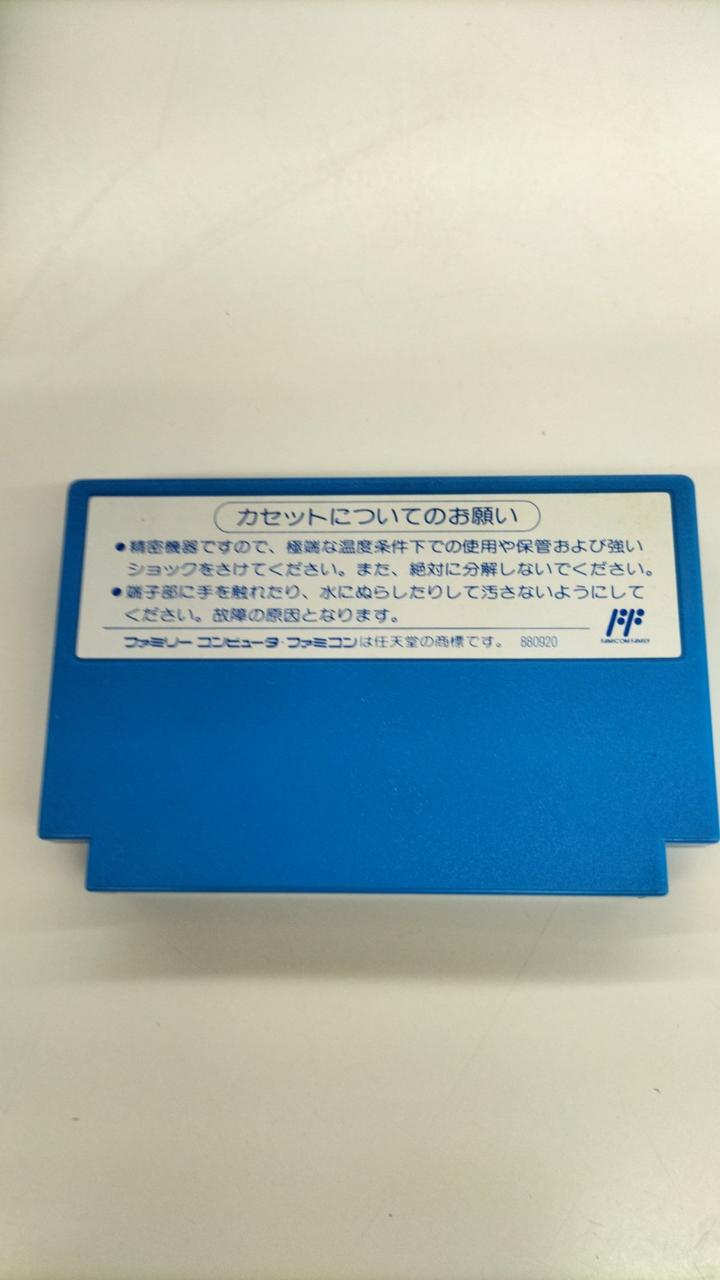 カセットについてのお願い
●精密機器ですので、極端な温度条件下での使用や保管および強い
ショックをさけてください。また、絶対に分解しないでください。
●端子部に手を触れたり、水にぬらしたりして汚さないようにして
ください。故障の原因となります。
ファミリー コンピュータ・ファミコンは任天堂の商標です。 880920
FAMICOM FAMILY